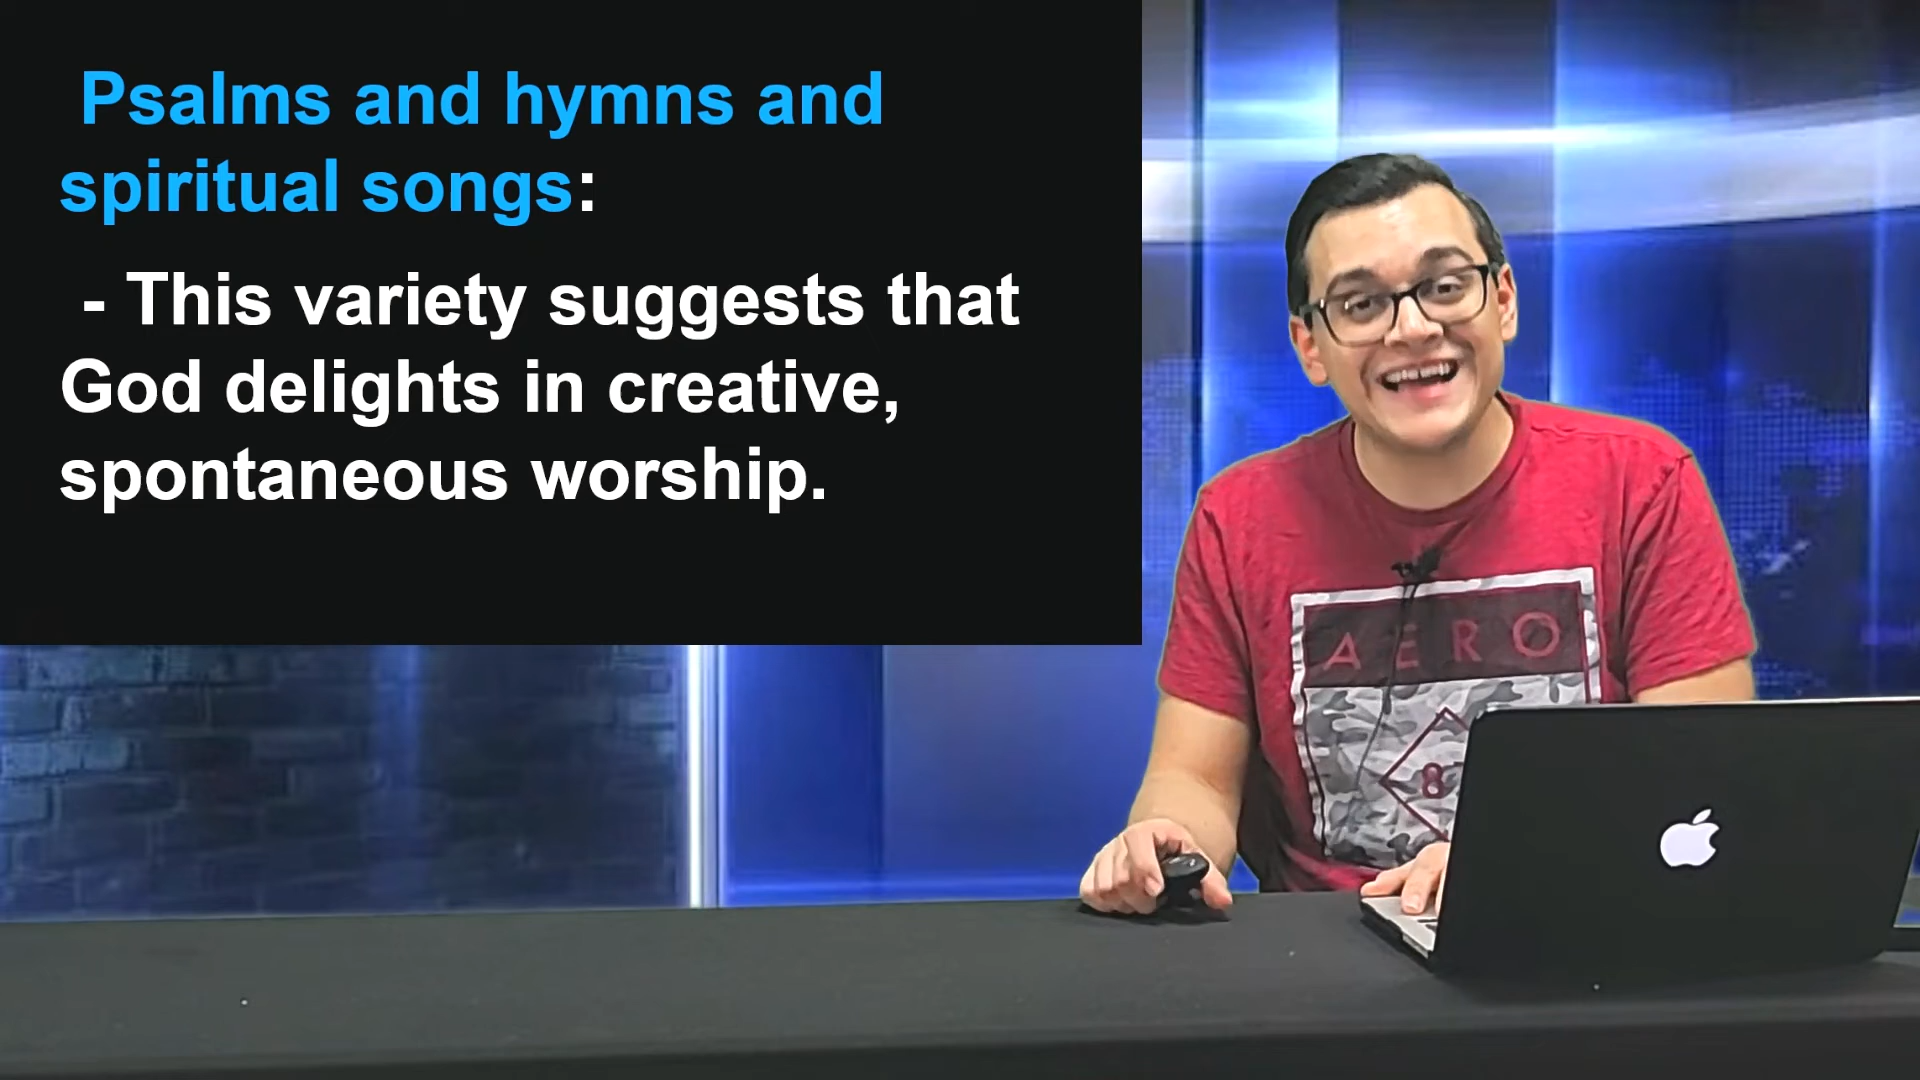 Psalms and hymns and
spiritual songs:
- This variety suggests that
God delights in creative,
spontaneous worship.
AERO
8